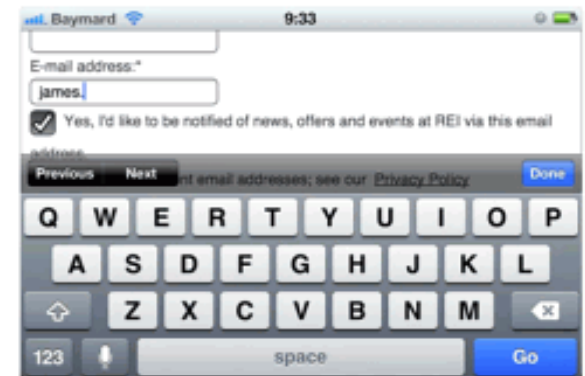 Baymard 9:33
E-mail address:*
james.
Yes, I'd like to be notified of news, offers and events at REI via this email
address.
Previous Next nt email addresses; see our Privacy Policy Done
Q W E R T Y U I O P
A S D F G H J K L
Z X C V B N M
123 space Go